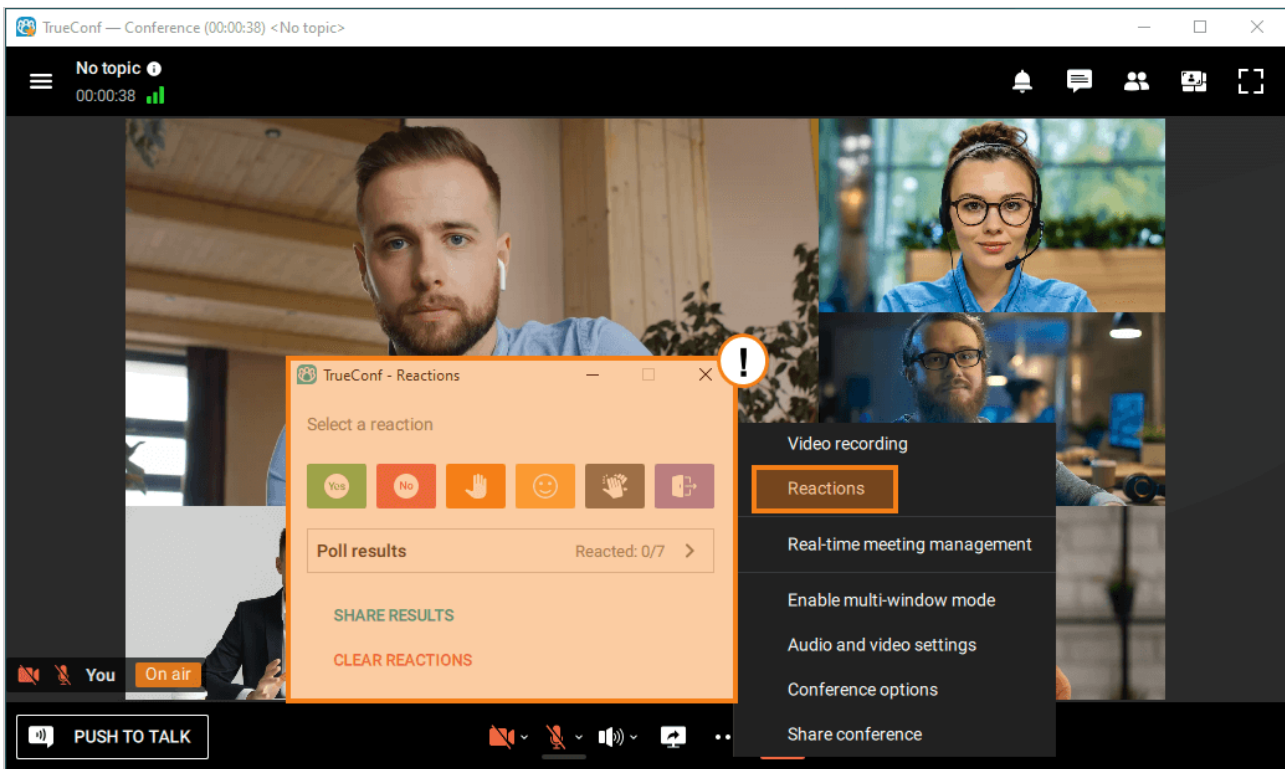 TrueConf — Conference (00:00:38) <No topic>
No topic
00:00:38
!
TrueConf - Reactions
Select a reaction
Yes
No
Poll results
Reacted: 0/7
SHARE RESULTS
CLEAR REACTIONS
Video recording
Reactions
Real-time meeting management
Enable multi-window mode
Audio and video settings
Conference options
Share conference
You
On air
PUSH TO TALK